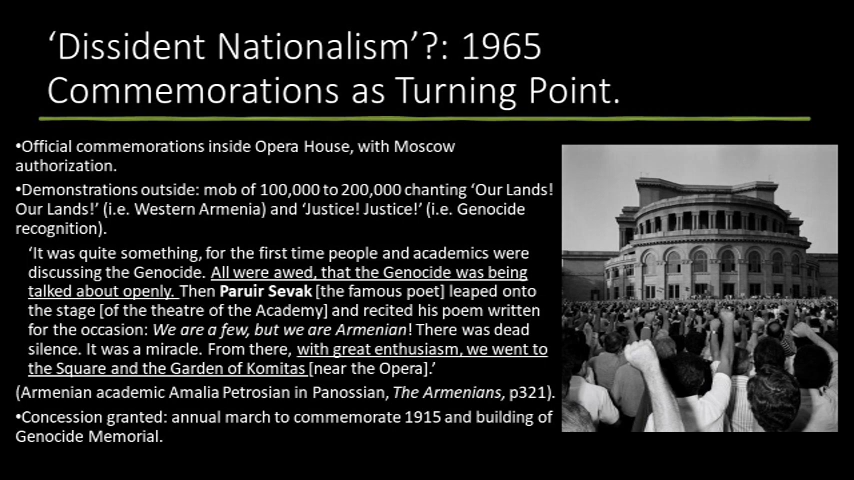 ‘Dissident Nationalism’?: 1965
Commemorations as Turning Point.
•Official commemorations inside Opera House, with Moscow
authorization.
•Demonstrations outside: mob of 100,000 to 200,000 chanting ‘Our Lands!
Our Lands!’ (i.e. Western Armenia) and ‘Justice! Justice!’ (i.e. Genocide
recognition).
‘It was quite something, for the first time people and academics were
discussing the Genocide. All were awed, that the Genocide was being
talked about openly. Then Paruir Sevak [the famous poet] leaped onto
the stage [of the theatre of the Academy] and recited his poem written
for the occasion: We are a few, but we are Armenian! There was dead
silence. It was a miracle. From there, with great enthusiasm, we went to
the Square and the Garden of Komitas [near the Opera].’
(Armenian academic Amalia Petrosian in Panossian, The Armenians, p321).
•Concession granted: annual march to commemorate 1915 and building of
Genocide Memorial.